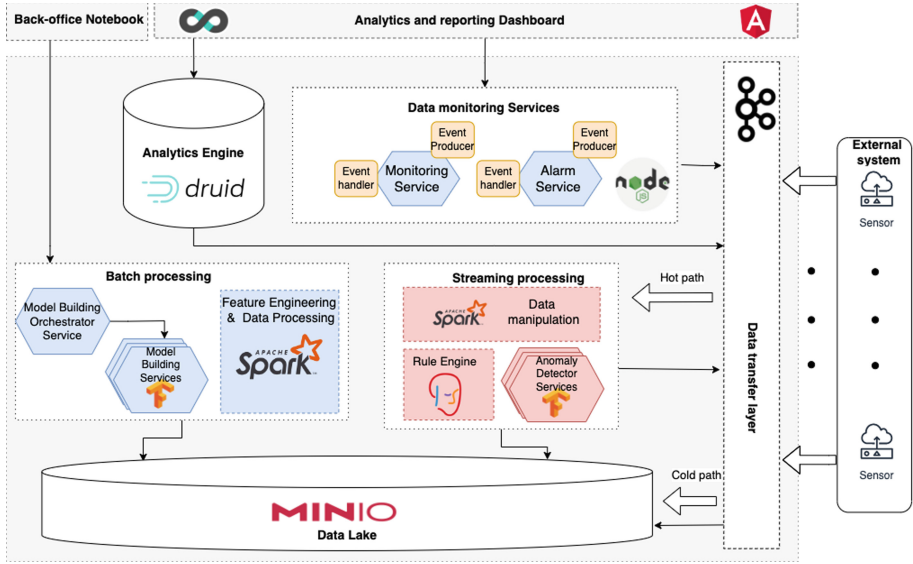 Back-office Notebook
Analytics and reporting Dashboard
Analytics Engine
druid
Data monitoring Services
Event
handler
Monitoring
Service
Event
Producer
Event
handler
Alarm
Service
Event
Producer
node
JS
External
system
Sensor
Batch processing
Model Building
Orchestrator
Service
Model
Building
Services
Feature Engineering
& Data Processing
APACHE
Spark
Streaming processing
APACHE
Spark
Data
manipulation
Rule Engine
Anomaly
Detector
Services
Hot path
Data transfer layer
Cold path
Sensor
MINIO
Data Lake